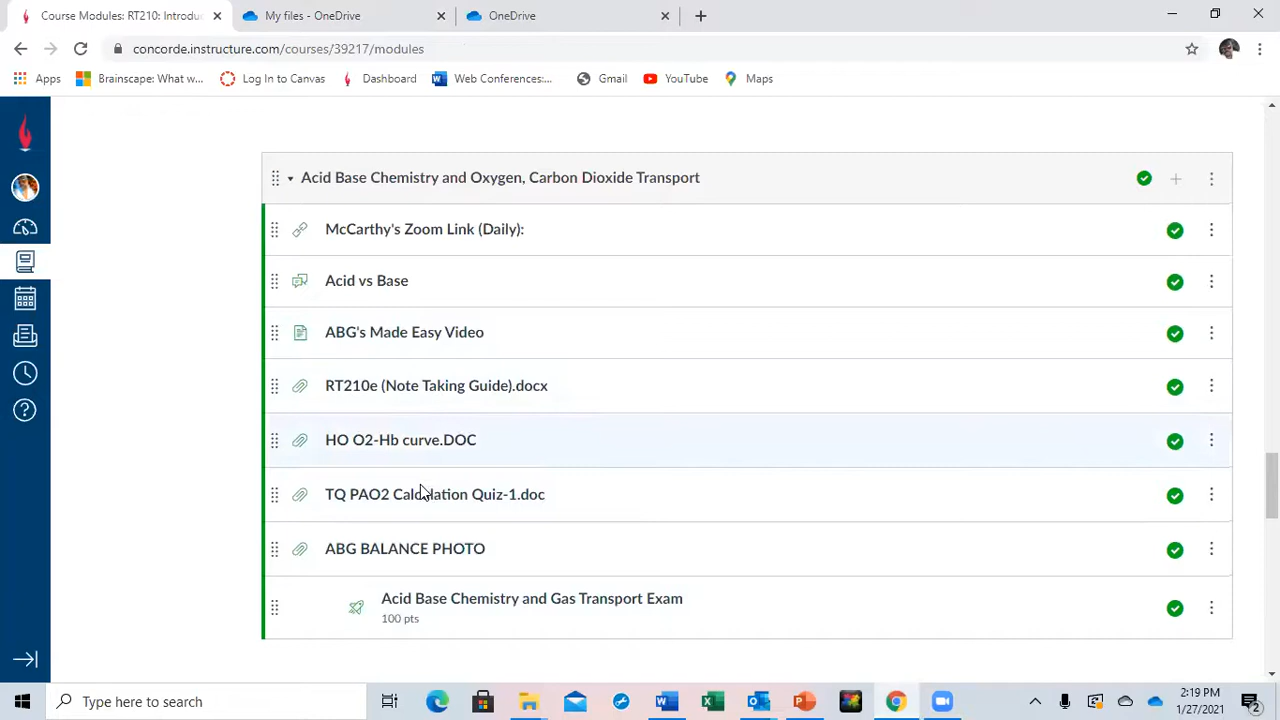 Course Modules: RT210: Introduc
My files - OneDrive
OneDrive
concorde.instructure.com/courses/39217/modules
Apps
Brainscape: What w...
Log In to Canvas
Dashboard
Web Conferences:...
Gmail
YouTube
Maps
Acid Base Chemistry and Oxygen, Carbon Dioxide Transport
McCarthy's Zoom Link (Daily):
Acid vs Base
ABG's Made Easy Video
RT210e (Note Taking Guide).docx
HO O2-Hb curve.DOC
TQ PAO2 Calculation Quiz-1.doc
ABG BALANCE PHOTO
Acid Base Chemistry and Gas Transport Exam
100 pts
Type here to search
2:19 PM
1/27/2021
2